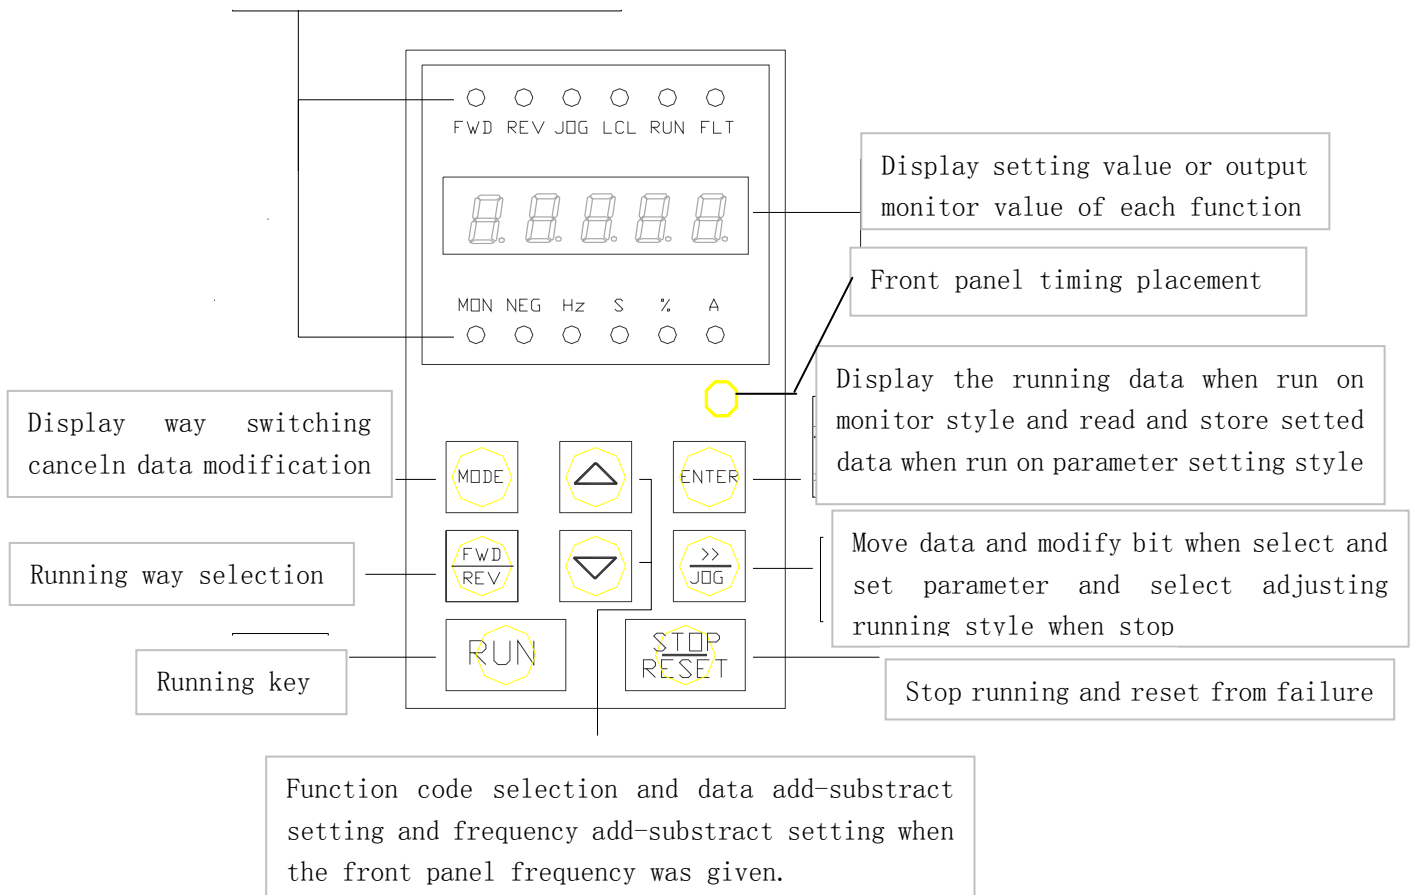 FWD REV JOG LCL RUN FLT
Display setting value or output
monitor value of each function
Front panel timing placement
MON NEG Hz S % A
Display the running data when run on
monitor style and read and store setted
data when run on parameter setting style
Display way switching
canceln data modification
MODE
ENTER
Move data and modify bit when select and
set parameter and select adjusting
running style when stop
Running way selection
FWD
REV
>>
JOG
RUN
STOP
RESET
Running key
Stop running and reset from failure
Function code selection and data add-substract
setting and frequency add-substract setting when
the front panel frequency was given.